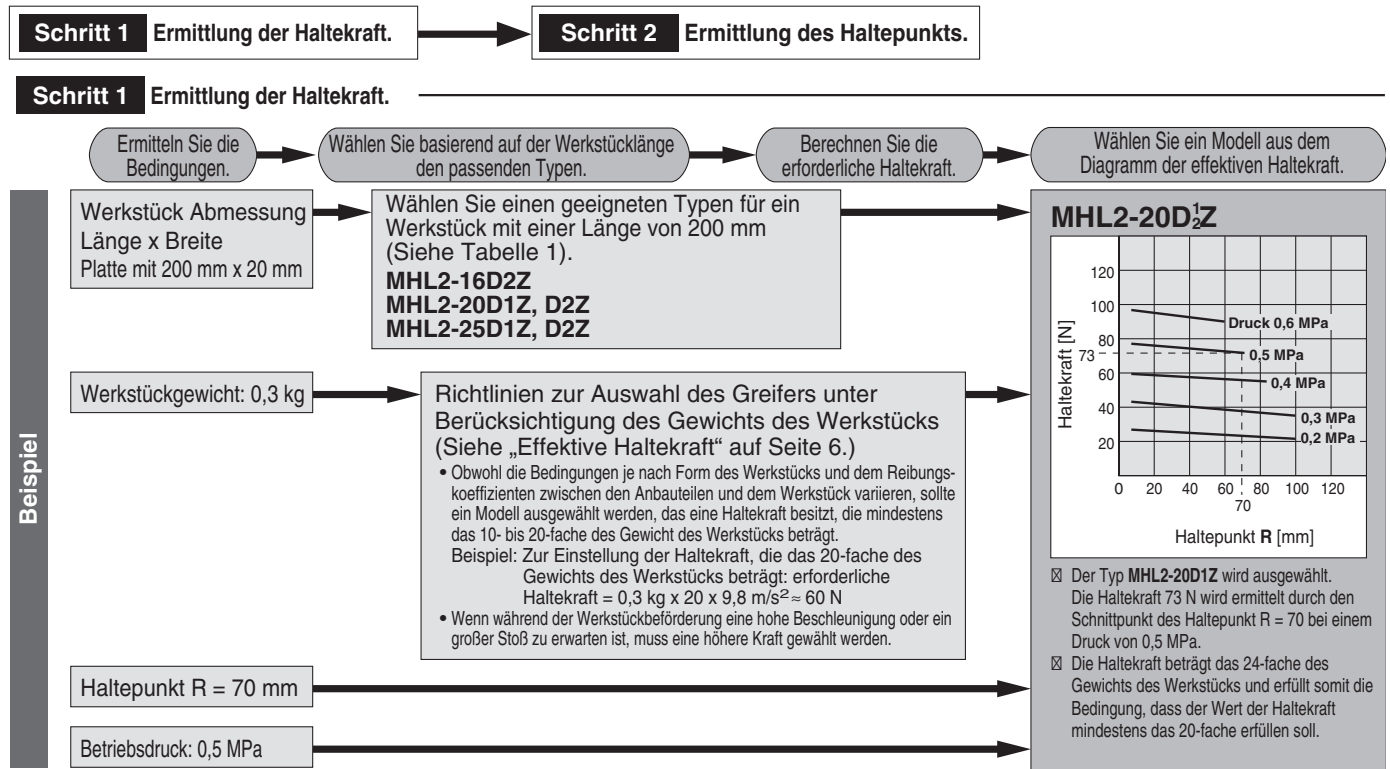 Schritt 1 Ermittlung der Haltekraft.
Schritt 2 Ermittlung des Haltepunkts.
Schritt 1 Ermittlung der Haltekraft.
Ermitteln Sie die
Bedingungen.
Wählen Sie basierend auf der Werkstücklänge
den passenden Typen.
Berechnen Sie die
erforderliche Haltekraft.
Wählen Sie ein Modell aus dem
Diagramm der effektiven Haltekraft.
Beispiel
Werkstück Abmessung
Länge x Breite
Platte mit 200 mm x 20 mm
Wählen Sie einen geeigneten Typen für ein
Werkstück mit einer Länge von 200 mm
(Siehe Tabelle 1).
MHL2-16D2Z
MHL2-20D1Z, D2Z
MHL2-25D1Z, D2Z
Werkstückgewicht: 0,3 kg
Richtlinien zur Auswahl des Greifers unter
Berücksichtigung des Gewichts des Werkstücks
(Siehe „Effektive Haltekraft“ auf Seite 6.)
• Obwohl die Bedingungen je nach Form des Werkstücks und dem Reibungs-
koeffizienten zwischen den Anbauteilen und dem Werkstück variieren, sollte
ein Modell ausgewählt werden, das eine Haltekraft besitzt, die mindestens
das 10- bis 20-fache des Gewicht des Werkstücks beträgt.
Beispiel: Zur Einstellung der Haltekraft, die das 20-fache des
Gewichts des Werkstücks beträgt: erforderliche
Haltekraft = 0,3 kg x 20 x 9,8 m/s² ≈ 60 N
• Wenn während der Werkstückbeförderung eine hohe Beschleunigung oder ein
großer Stoß zu erwarten ist, muss eine höhere Kraft gewählt werden.
Haltepunkt R = 70 mm
Betriebsdruck: 0,5 MPa
MHL2-20D½Z
Haltekraft [N]
120
100
80
73
60
40
20
Druck 0,6 MPa
0,5 MPa
0,4 MPa
0,3 MPa
0,2 MPa
0 20 40 60 80 100 120
70
Haltepunkt R [mm]
☒ Der Typ MHL2-20D1Z wird ausgewählt.
Die Haltekraft 73 N wird ermittelt durch den
Schnittpunkt des Haltepunkt R = 70 bei einem
Druck von 0,5 MPa.
☒ Die Haltekraft beträgt das 24-fache des
Gewichts des Werkstücks und erfüllt somit die
Bedingung, dass der Wert der Haltekraft
mindestens das 20-fache erfüllen soll.